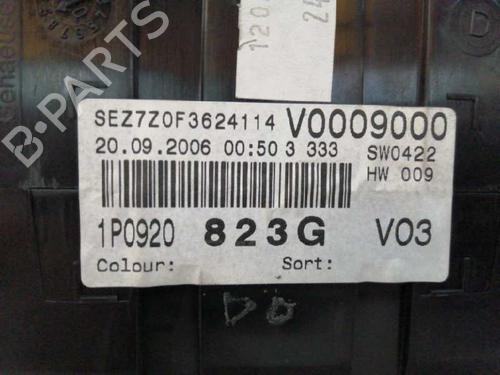 SEZ7Z0F3624114 V0009000
20.09.2006 00:50 3 333 SW0422
HW 009
1P0920 823G V03
Colour: Sort:
B-PARTS